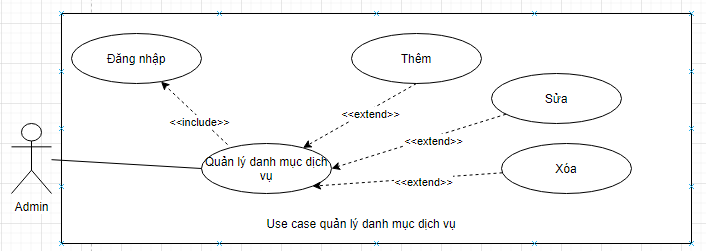 Đăng nhập
Thêm
Sửa
<<include>>
<<extend>>
<<extend>>
Quản lý danh mục dịch
vụ
Xóa
<<extend>>
Admin
Use case quản lý danh mục dịch vụ